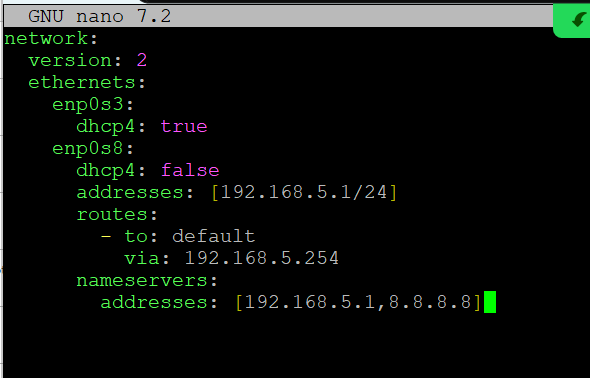 GNU nano 7.2
network:
  version: 2
  ethernets:
    enp0s3:
      dhcp4: true
    enp0s8:
      dhcp4: false
      addresses: [192.168.5.1/24]
      routes:
        - to: default
          via: 192.168.5.254
      nameservers:
        addresses: [192.168.5.1,8.8.8.8]